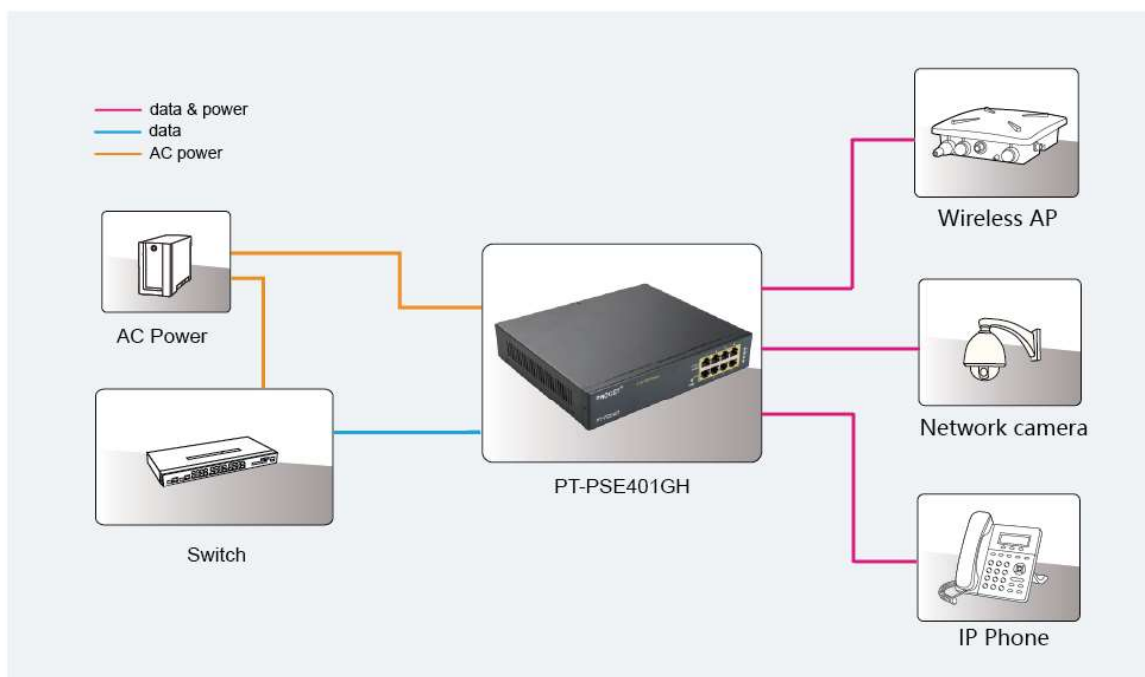 data & power
data
AC power
Wireless AP
AC Power
Network camera
PT-PSE401GH
Switch
IP Phone